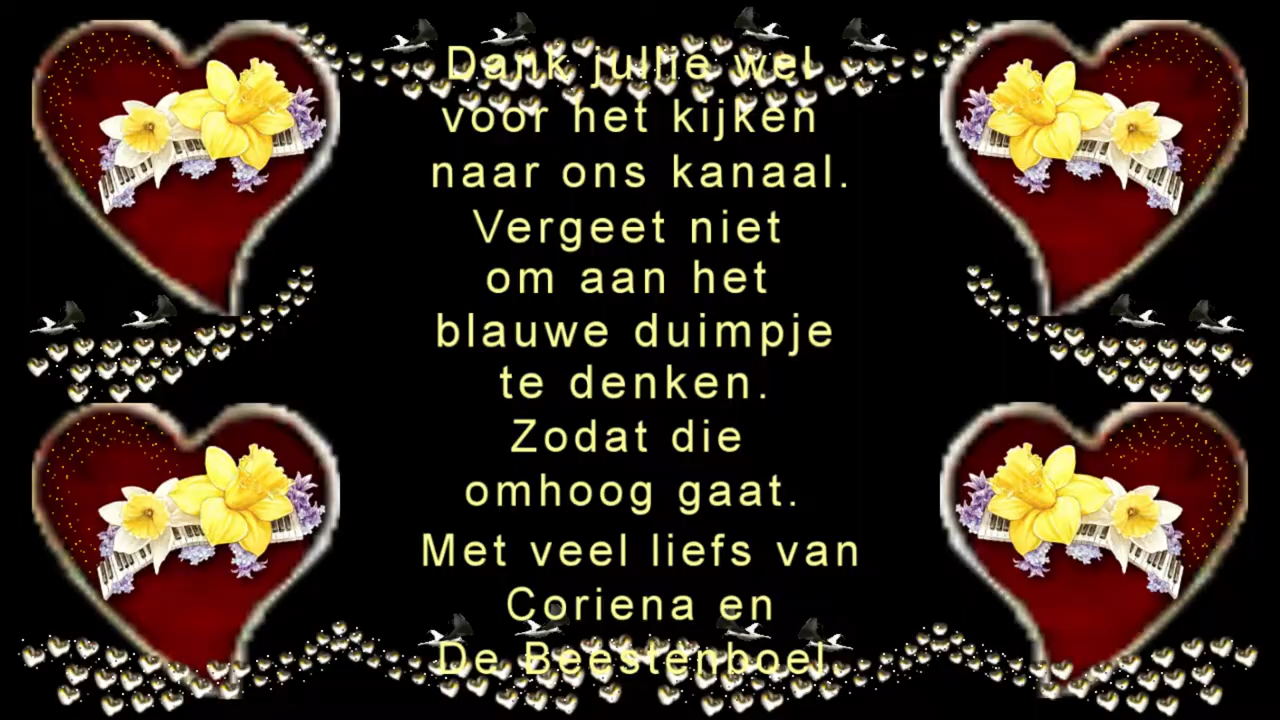 Dank jullie wel
voor het kijken
naar ons kanaal.
Vergeet niet
om aan het
blauwe duimpje
te denken.
Zodat die
omhoog gaat.
Met veel liefs van
Coriena en
De Beestenboel.